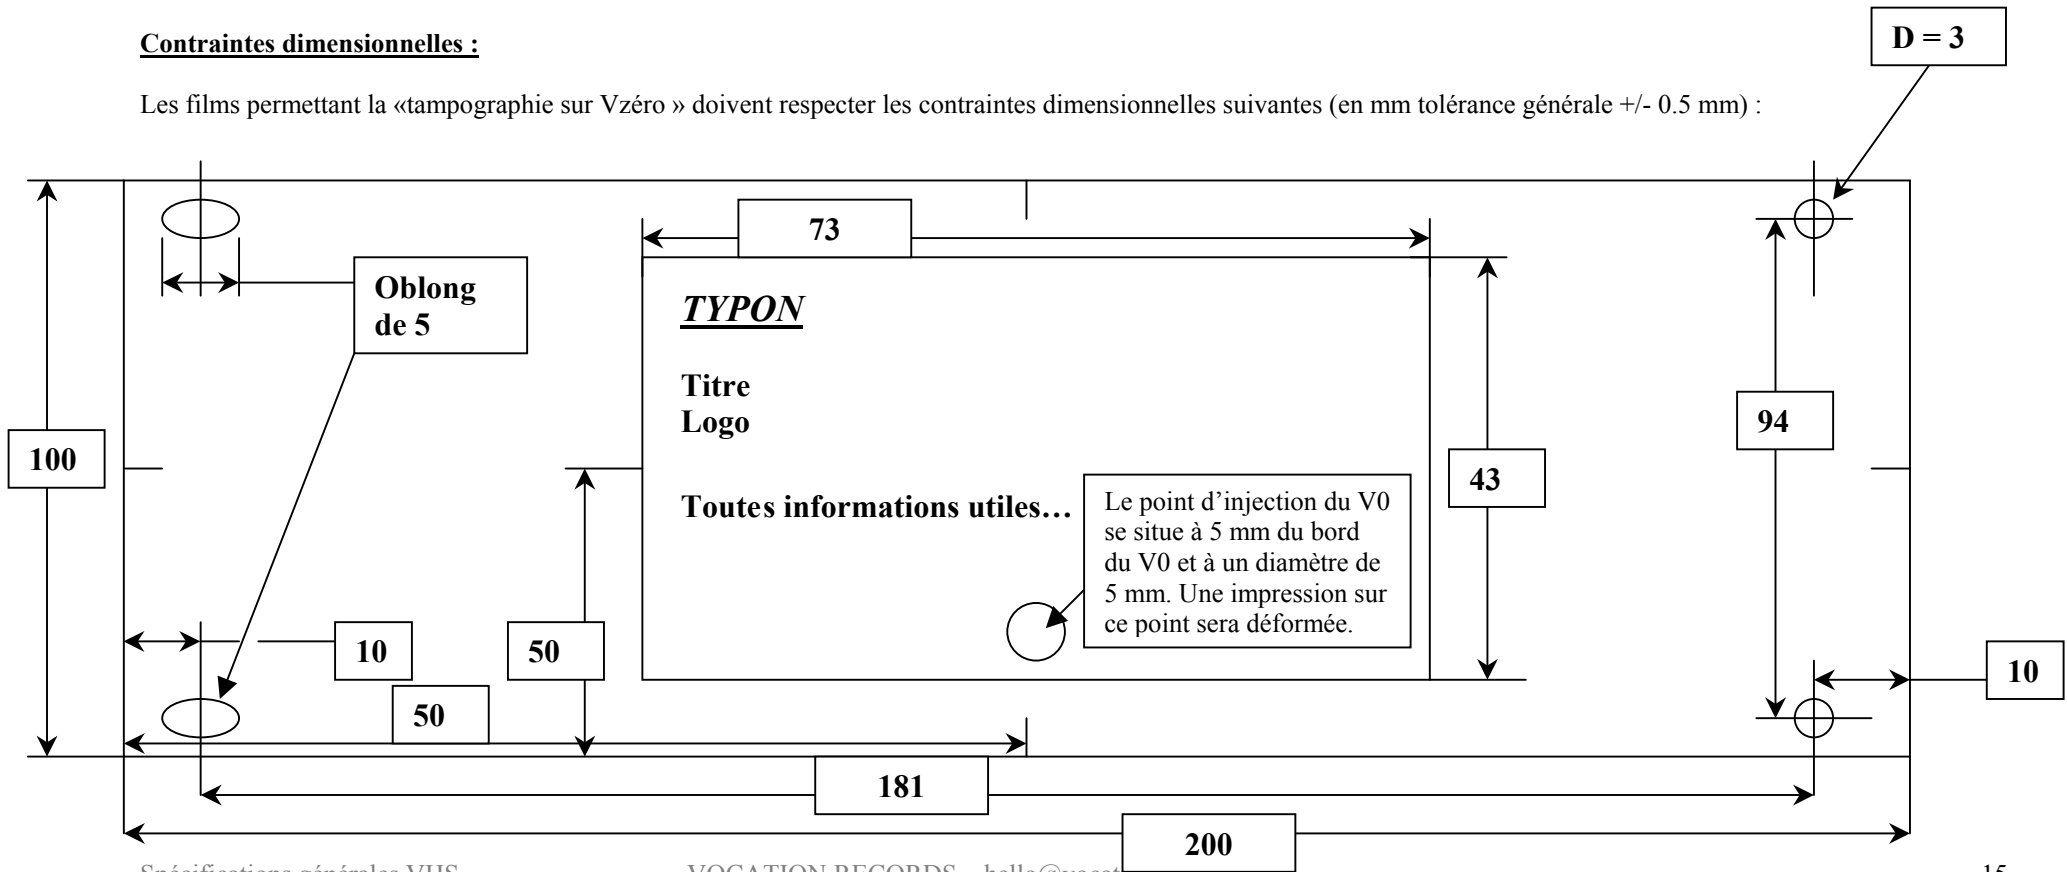 Contraintes dimensionnelles :
D = 3
Les films permettant la «tampographie sur Vzéro » doivent respecter les contraintes dimensionnelles suivantes (en mm tolérance générale +/- 0.5 mm) :
73
Oblong
de 5
TYPON
Titre
Logo
94
100
43
Toutes informations utiles…
Le point d’injection du V0
se situe à 5 mm du bord
du V0 et à un diamètre de
5 mm. Une impression sur
ce point sera déformée.
10
50
10
50
181
200
Spécifications générales VHS
VOCATION RECORDS – hello@vocat
15